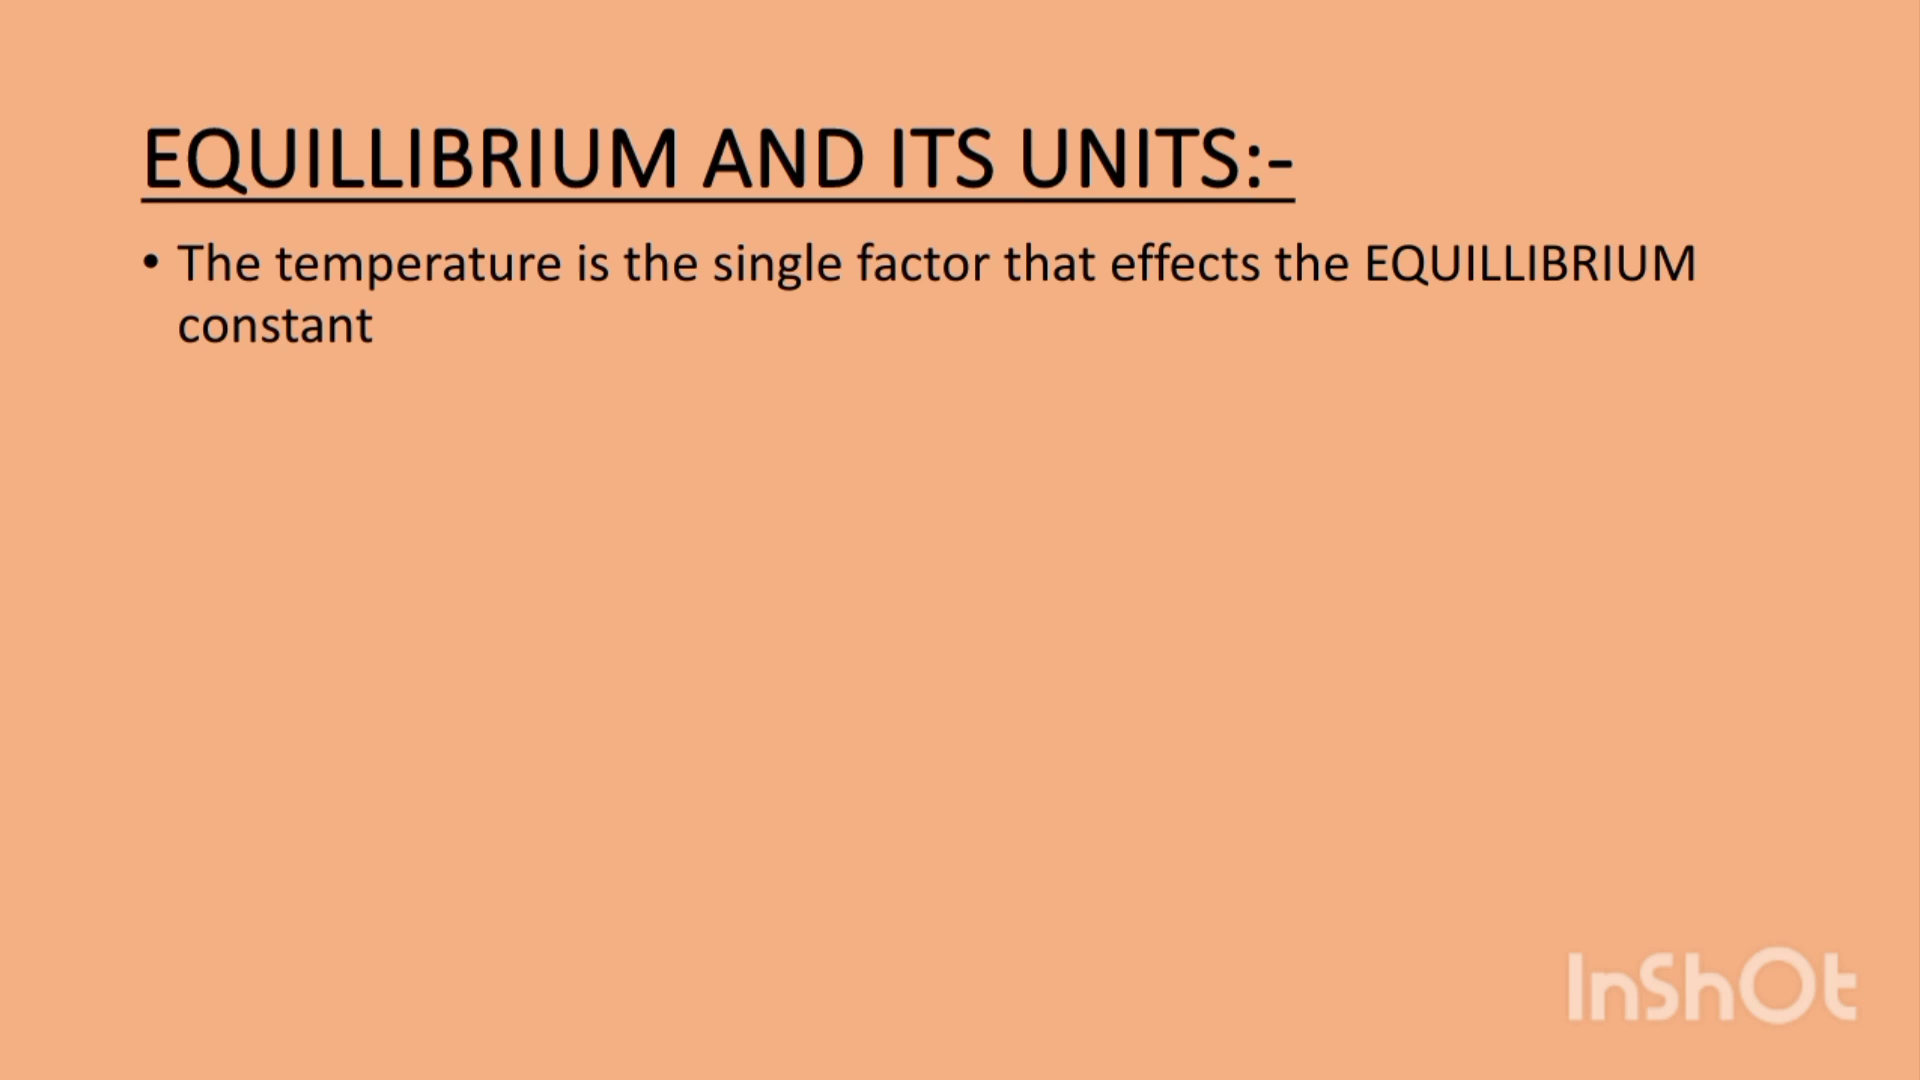 EQUILLIBRIUM AND ITS UNITS:-
• The temperature is the single factor that effects the EQUILLIBRIUM
constant
InShOt